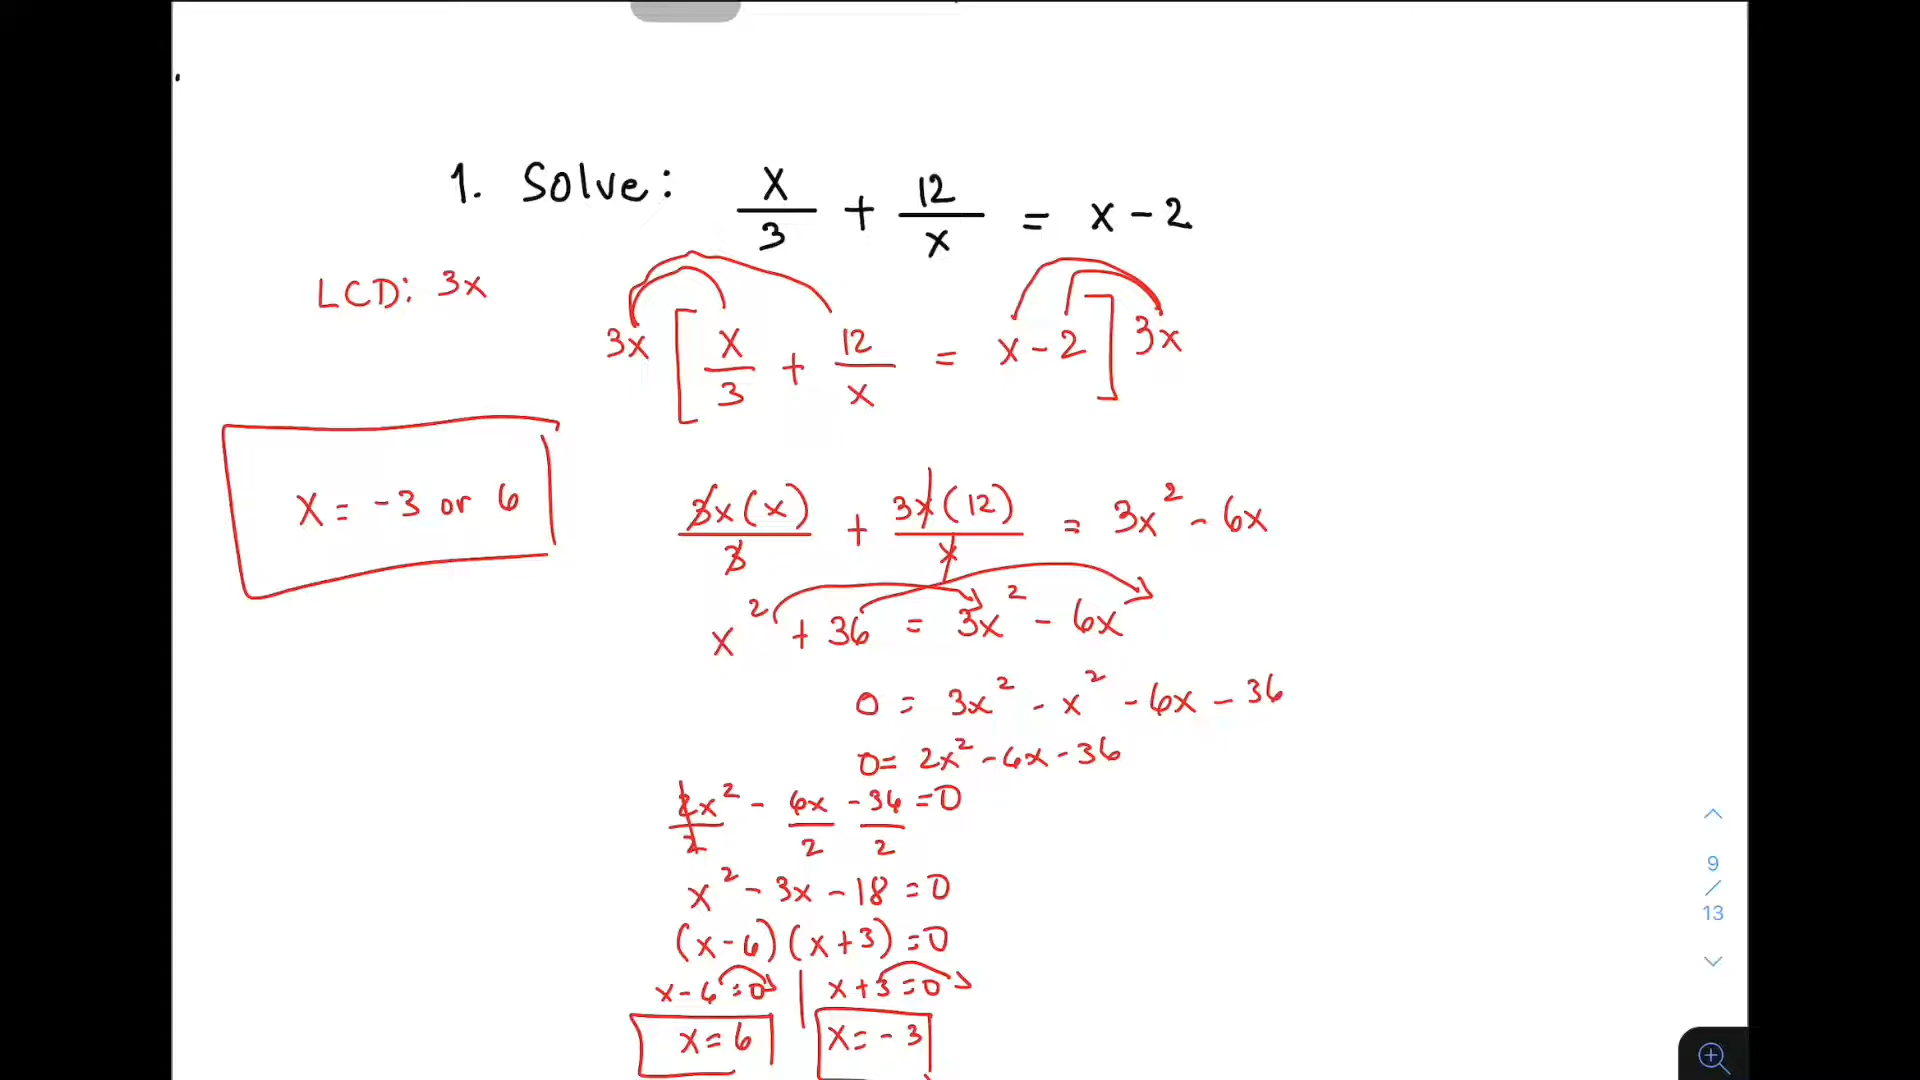 1. Solve: x/3 + 12/x = x - 2
LCD: 3x
3x [ x/3 + 12/x = x - 2 ] 3x
X = -3 or 6
3x(x)/3 + 3x(12)/x = 3x² - 6x
x² + 36 = 3x² - 6x
0 = 3x² - x² - 6x - 36
0 = 2x² - 6x - 36
2x²/2 - 6x/2 - 36/2 = 0
x² - 3x - 18 = 0
(x - 6)(x + 3) = 0
x - 6 = 0 | x + 3 = 0
x = 6 x = -3
9
/
13